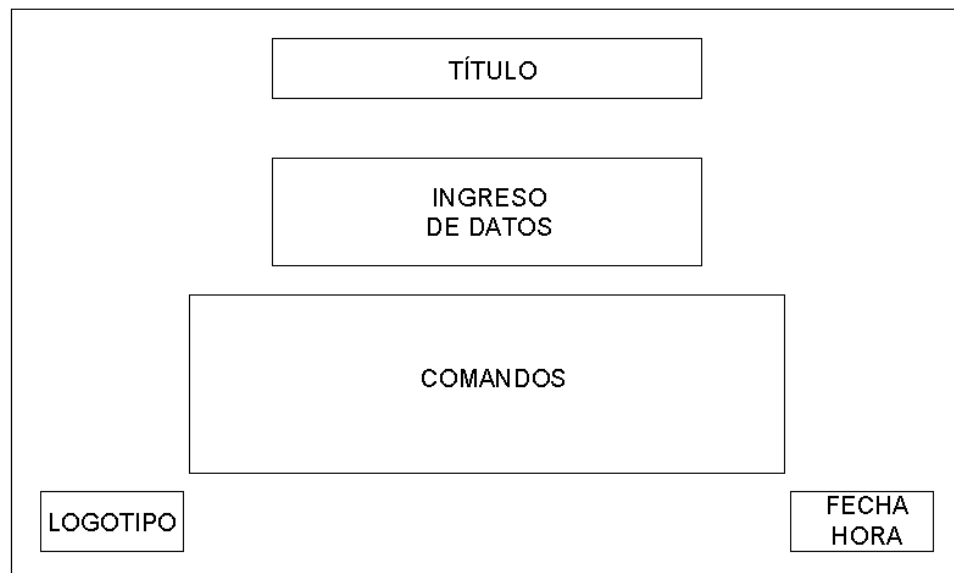 TÍTULO
INGRESO
DE DATOS
COMANDOS
LOGOTIPO
FECHA
HORA